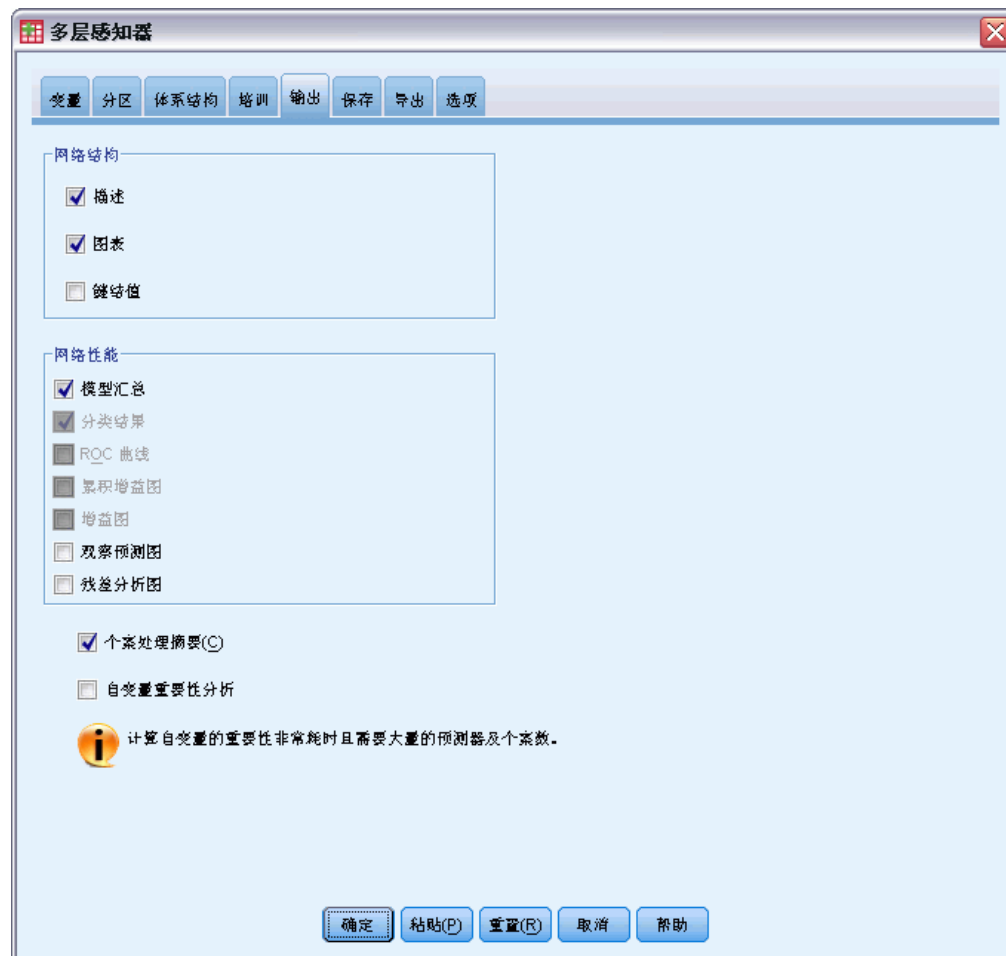 多层感知器
变量 分区 体系结构 培训 输出 保存 导出 选项
网络结构
描述
图表
键结值
网络性能
模型汇总
分类结果
ROC 曲线
累积增益图
增益图
观察预测图
残差分析图
个案处理摘要(C)
自变量重要性分析
计算自变量的重要性非常耗时且需要大量的预测器及个案数。
确定 粘贴(P) 重置(R) 取消 帮助